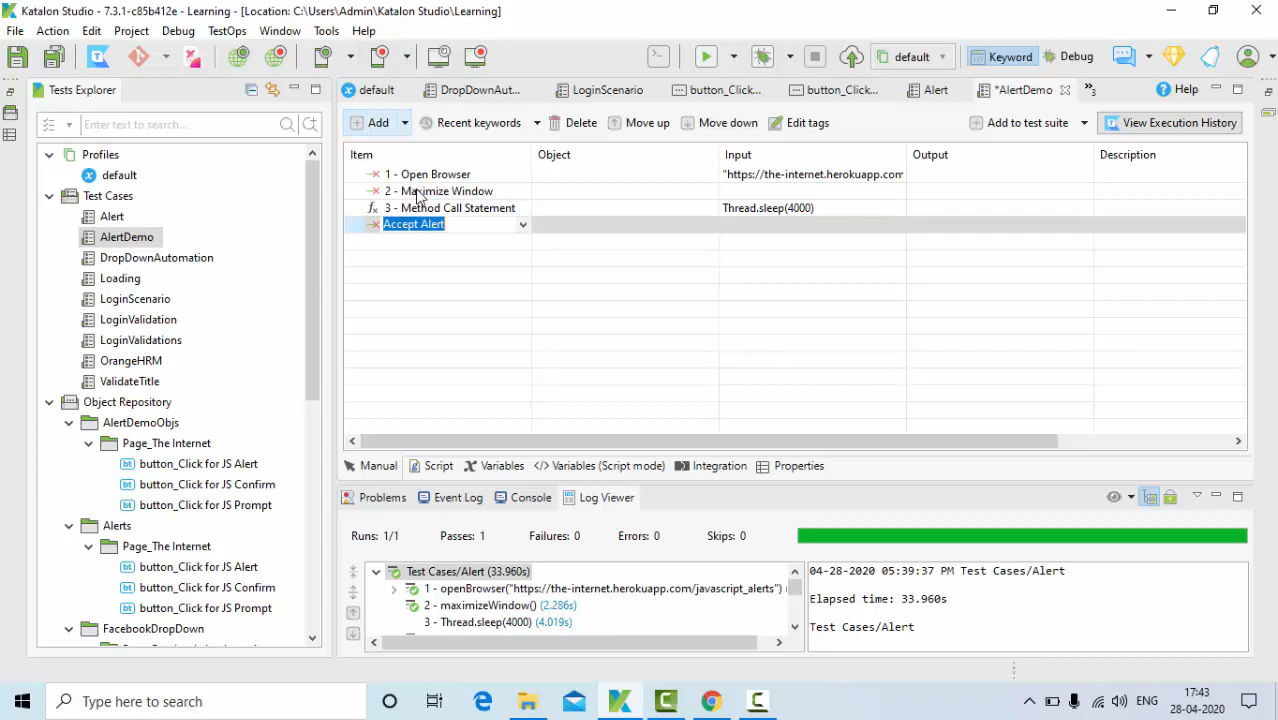 Katalon Studio - 7.3.1-c85b412e - Learning - [Location: C:\Users\Admin\Katalon Studio\Learning]
File Action Edit Project Debug TestOps Window Tools Help
default Keyword Debug
Tests Explorer
default DropDownAut... LoginScenario button_Click... button_Click... Alert *AlertDemo »3 Help
Enter text to search...
Add Recent keywords Delete Move up Move down Edit tags Add to test suite View Execution History
Item Object Input Output Description
1 - Open Browser "https://the-internet.herokuapp.com
2 - Maximize Window
3 - Method Call Statement Thread.sleep(4000)
Accept Alert
Profiles
default
Test Cases
Alert
AlertDemo
DropDownAutomation
Loading
LoginScenario
LoginValidation
LoginValidations
OrangeHRM
ValidateTitle
Object Repository
AlertDemoObjs
Page_The Internet
button_Click for JS Alert
button_Click for JS Confirm
button_Click for JS Prompt
Alerts
Page_The Internet
button_Click for JS Alert
button_Click for JS Confirm
button_Click for JS Prompt
FacebookDropDown
Manual Script Variables Variables (Script mode) Integration Properties
Problems Event Log Console Log Viewer
Runs: 1/1 Passes: 1 Failures: 0 Errors: 0 Skips: 0
Test Cases/Alert (33.960s)
1 - openBrowser("https://the-internet.herokuapp.com/javascript_alerts") (
2 - maximizeWindow() (2.286s)
3 - Thread.sleep(4000) (4.019s)
04-28-2020 05:39:37 PM Test Cases/Alert
Elapsed time: 33.960s
Test Cases/Alert
Type here to search
ENG
17:43
28-04-2020